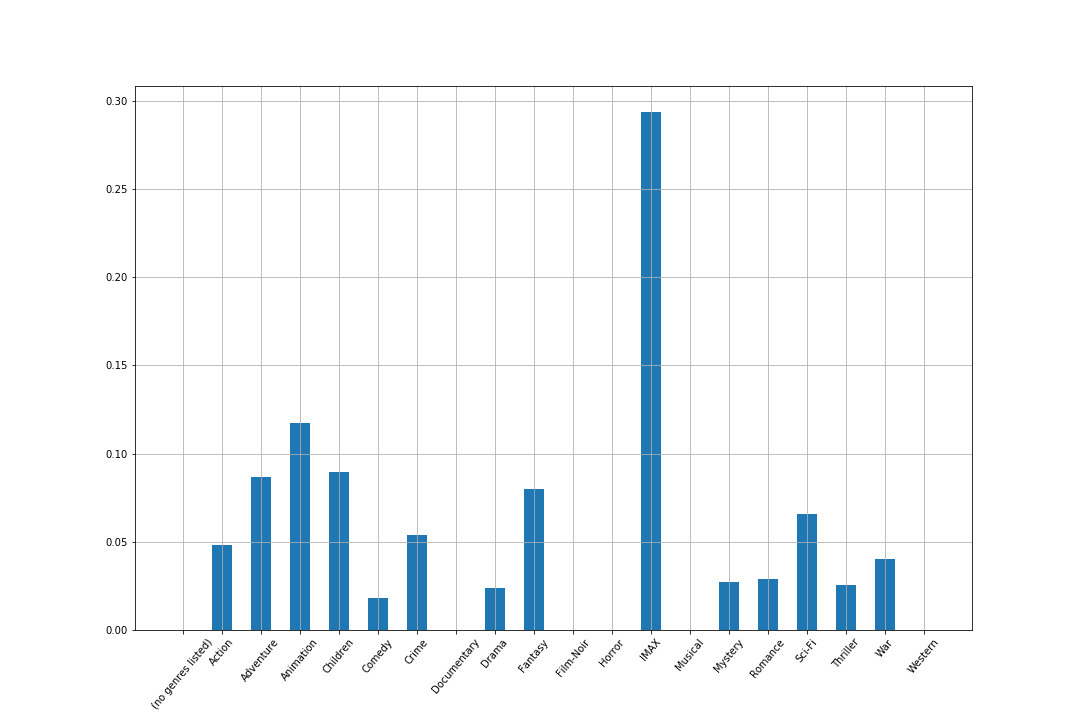 0.30
0.25
0.20
0.15
0.10
0.05
0.00
(no genres listed)
Action
Adventure
Animation
Children
Comedy
Crime
Documentary
Drama
Fantasy
Film-Noir
Horror
IMAX
Musical
Mystery
Romance
Sci-Fi
Thriller
War
Western